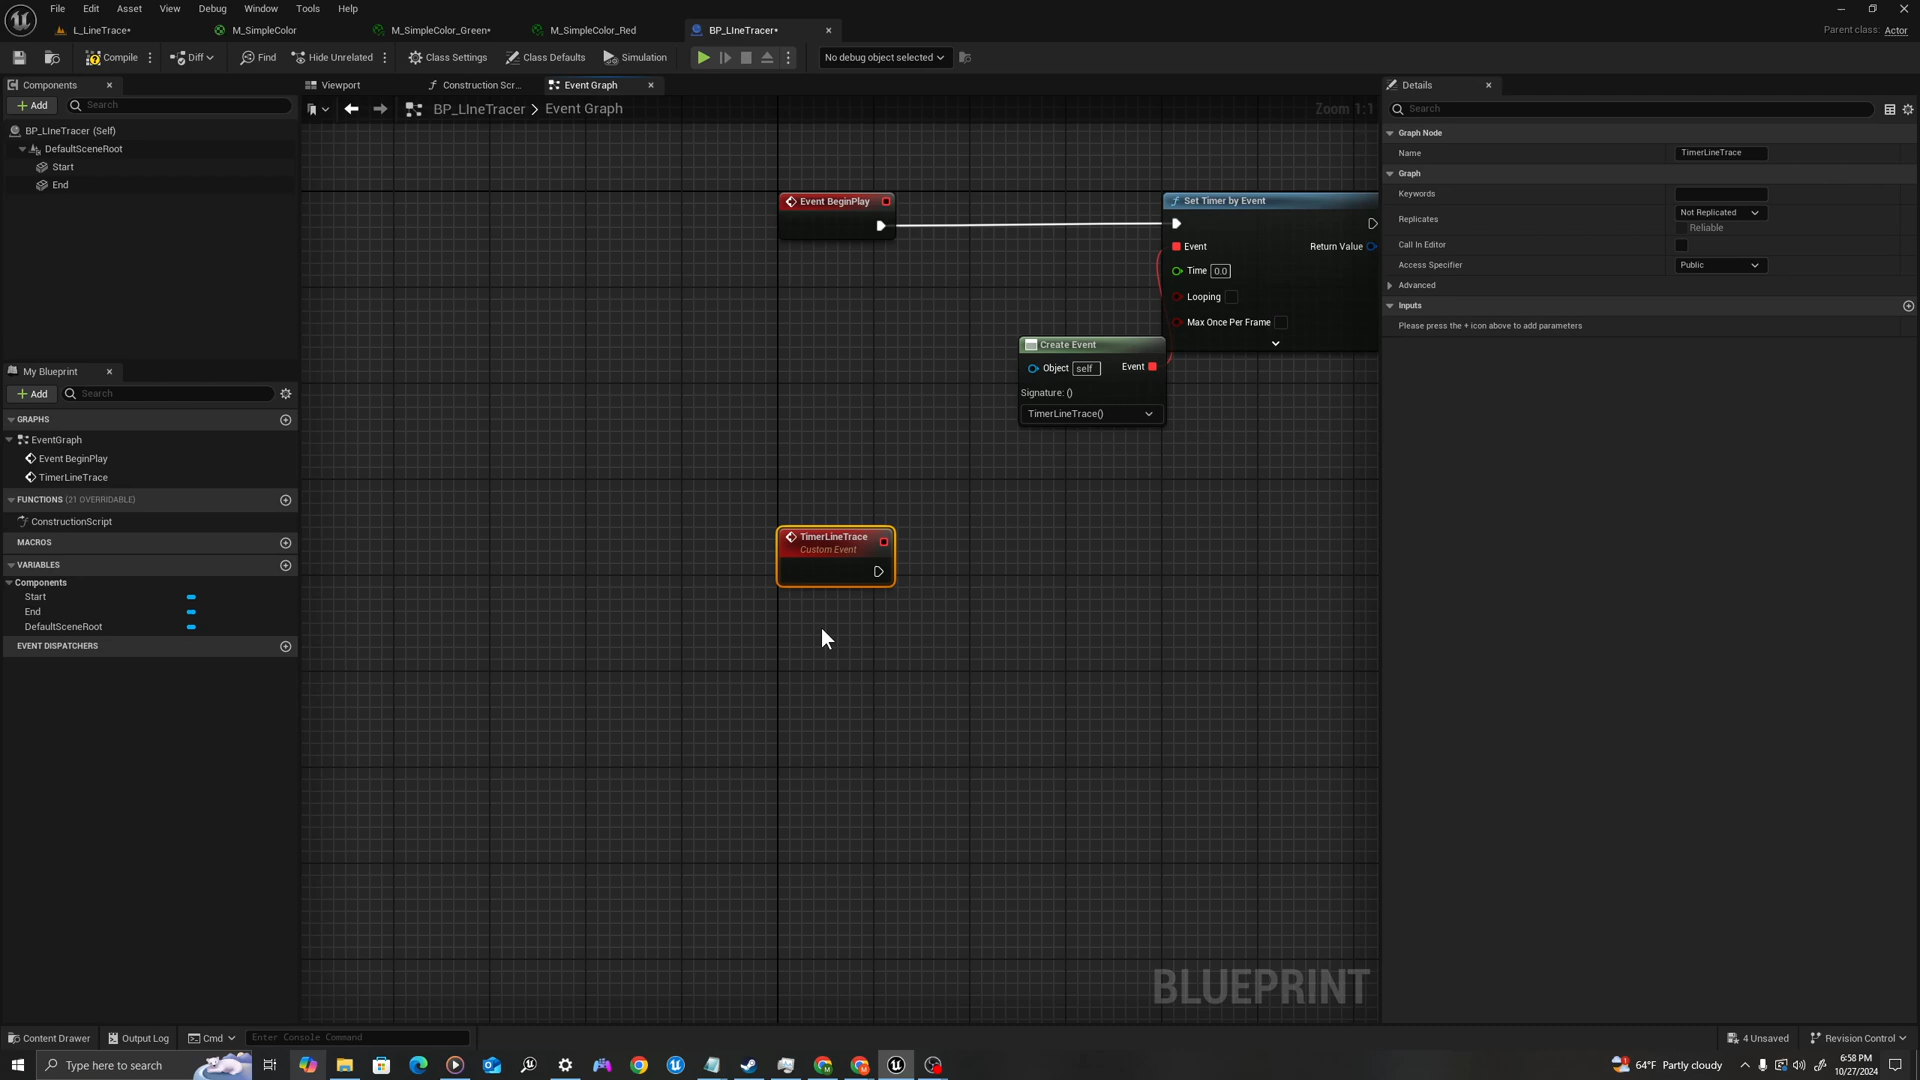 File Edit Asset View Debug Window Tools Help
L_LineTrace* M_SimpleColor M_SimpleColor_Green* M_SimpleColor_Red BP_LIneTracer* Parent class: Actor
Compile Diff Find Hide Unrelated Class Settings Class Defaults Simulation No debug object selected
Components Viewport Construction Scr... Event Graph Details
Add Search BP_LIneTracer > Event Graph Zoom 1:1 Search
BP_LIneTracer (Self)
DefaultSceneRoot
Start
End
Graph Node
Name TimerLineTrace
Graph
Keywords
Replicates Not Replicated
Reliable
Call In Editor
Access Specifier Public
Advanced
Inputs
Please press the + icon above to add parameters
Event BeginPlay
Set Timer by Event
Event Return Value
Time 0.0
Looping
Max Once Per Frame
Create Event
Object self Event
Signature: ()
TimerLineTrace()
TimerLineTrace
Custom Event
My Blueprint
Add Search
GRAPHS
EventGraph
Event BeginPlay
TimerLineTrace
FUNCTIONS (21 OVERRIDABLE)
ConstructionScript
MACROS
VARIABLES
Components
Start
End
DefaultSceneRoot
EVENT DISPATCHERS
BLUEPRINT
Content Drawer Output Log Cmd Enter Console Command 4 Unsaved Revision Control
Type here to search 64°F Partly cloudy 6:58 PM
10/27/2024